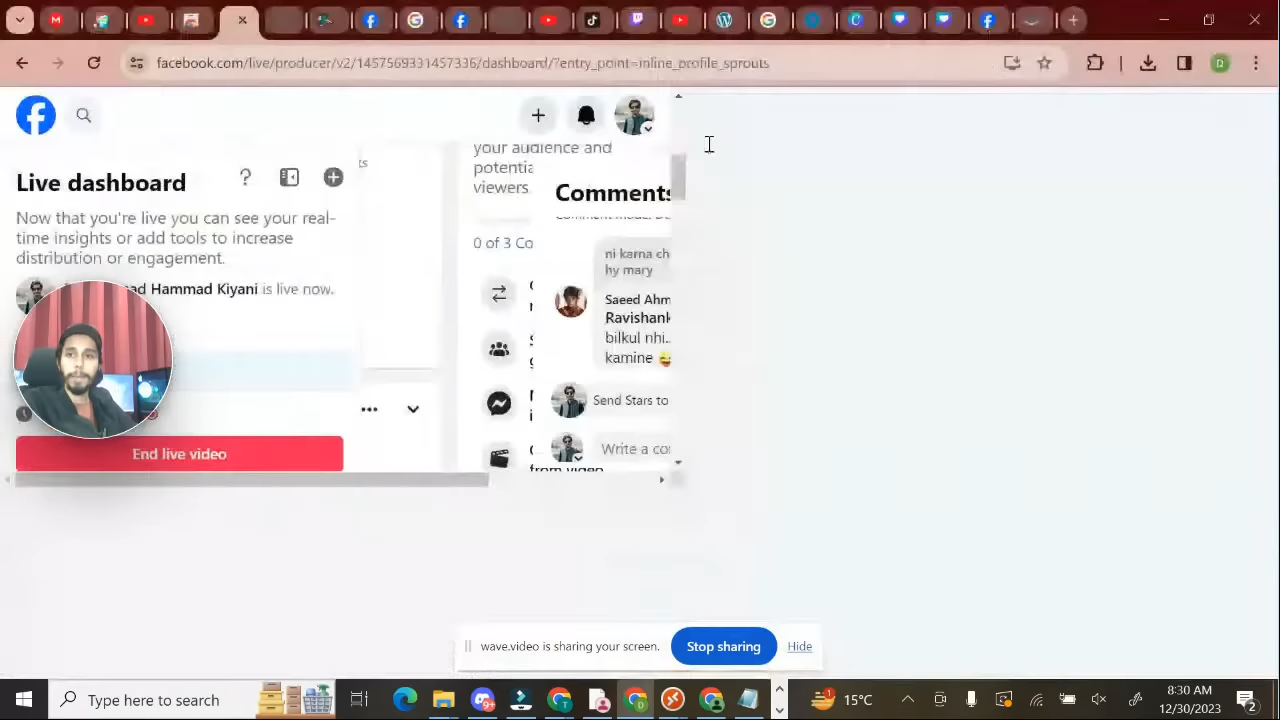 facebook.com/live/producer/v2/1457569331457336/dashboard/?entry_point=inline_profile_sprouts
Live dashboard
Now that you're live you can see your real-
time insights or add tools to increase
distribution or engagement.
Hammad Kiyani is live now.
End live video
your audience and
potentia
viewers
0 of 3 Co
from video
Comments
ni karna ch
hy mary
Saeed Ahm
Ravishank
bilkul nhi..
kamine
Send Stars to
Write a co
wave.video is sharing your screen.
Stop sharing
Hide
Type here to search
15°C
8:30 AM
12/30/2023
2